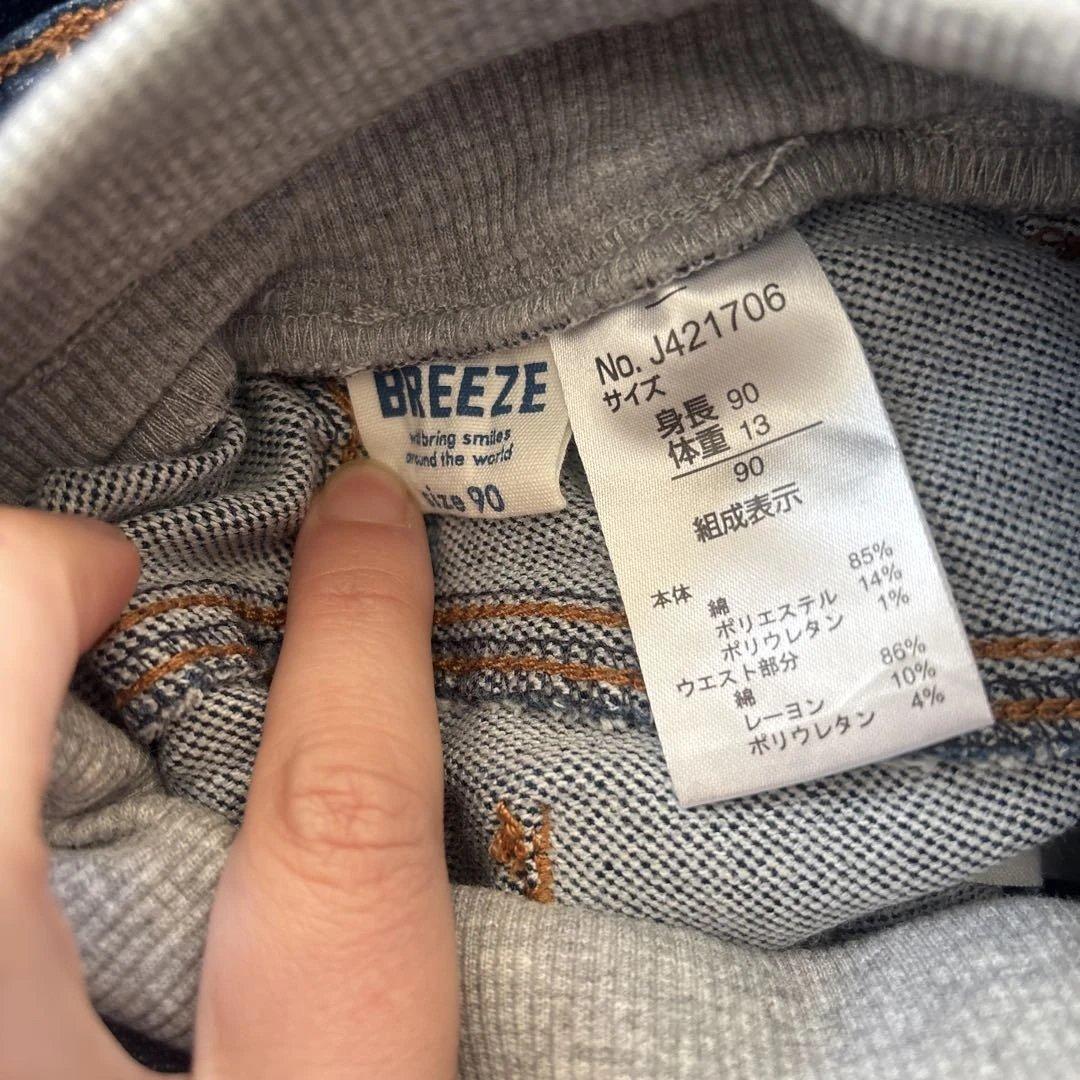 BREEZE
will bring smiles
around the world
size 90
No. J421706
サイズ
身長 90
体重 13
90
組成表示
本体
綿 85%
ポリエステル 14%
ポリウレタン 1%
ウエスト部分
綿 86%
レーヨン 10%
ポリウレタン 4%